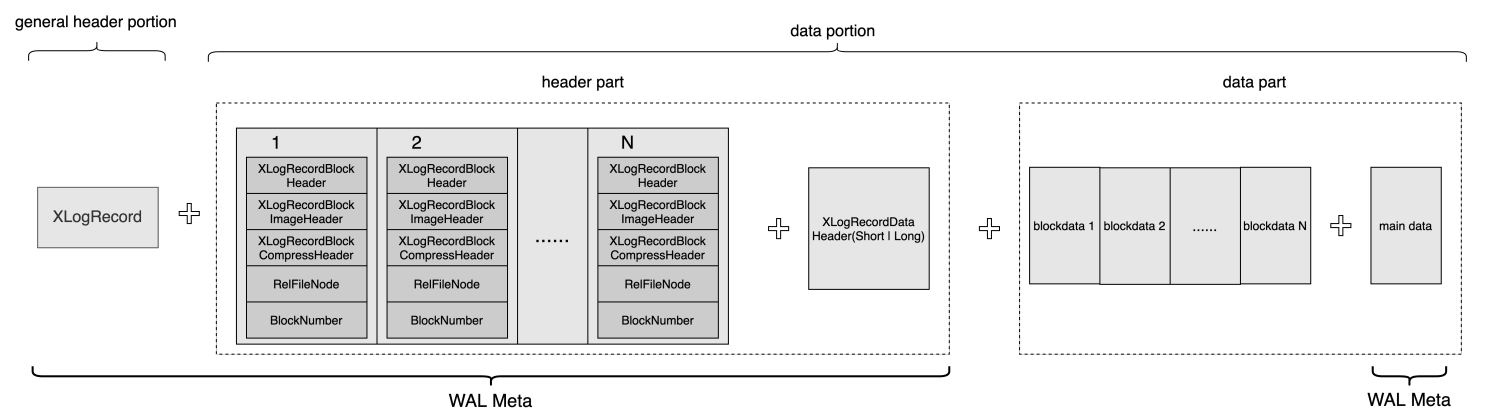 general header portion
data portion
header part
data part
1
2
N
XLogRecordBlock
Header
XLogRecordBlock
Header
XLogRecordBlock
Header
XLogRecordBlock
ImageHeader
XLogRecordBlock
ImageHeader
XLogRecordBlock
ImageHeader
XLogRecordBlock
CompressHeader
XLogRecordBlock
CompressHeader
......
XLogRecordBlock
CompressHeader
RelFileNode
RelFileNode
RelFileNode
BlockNumber
BlockNumber
BlockNumber
XLogRecord
XLogRecordData
Header(Short | Long)
blockdata 1
blockdata 2
......
blockdata N
main data
WAL Meta
WAL Meta